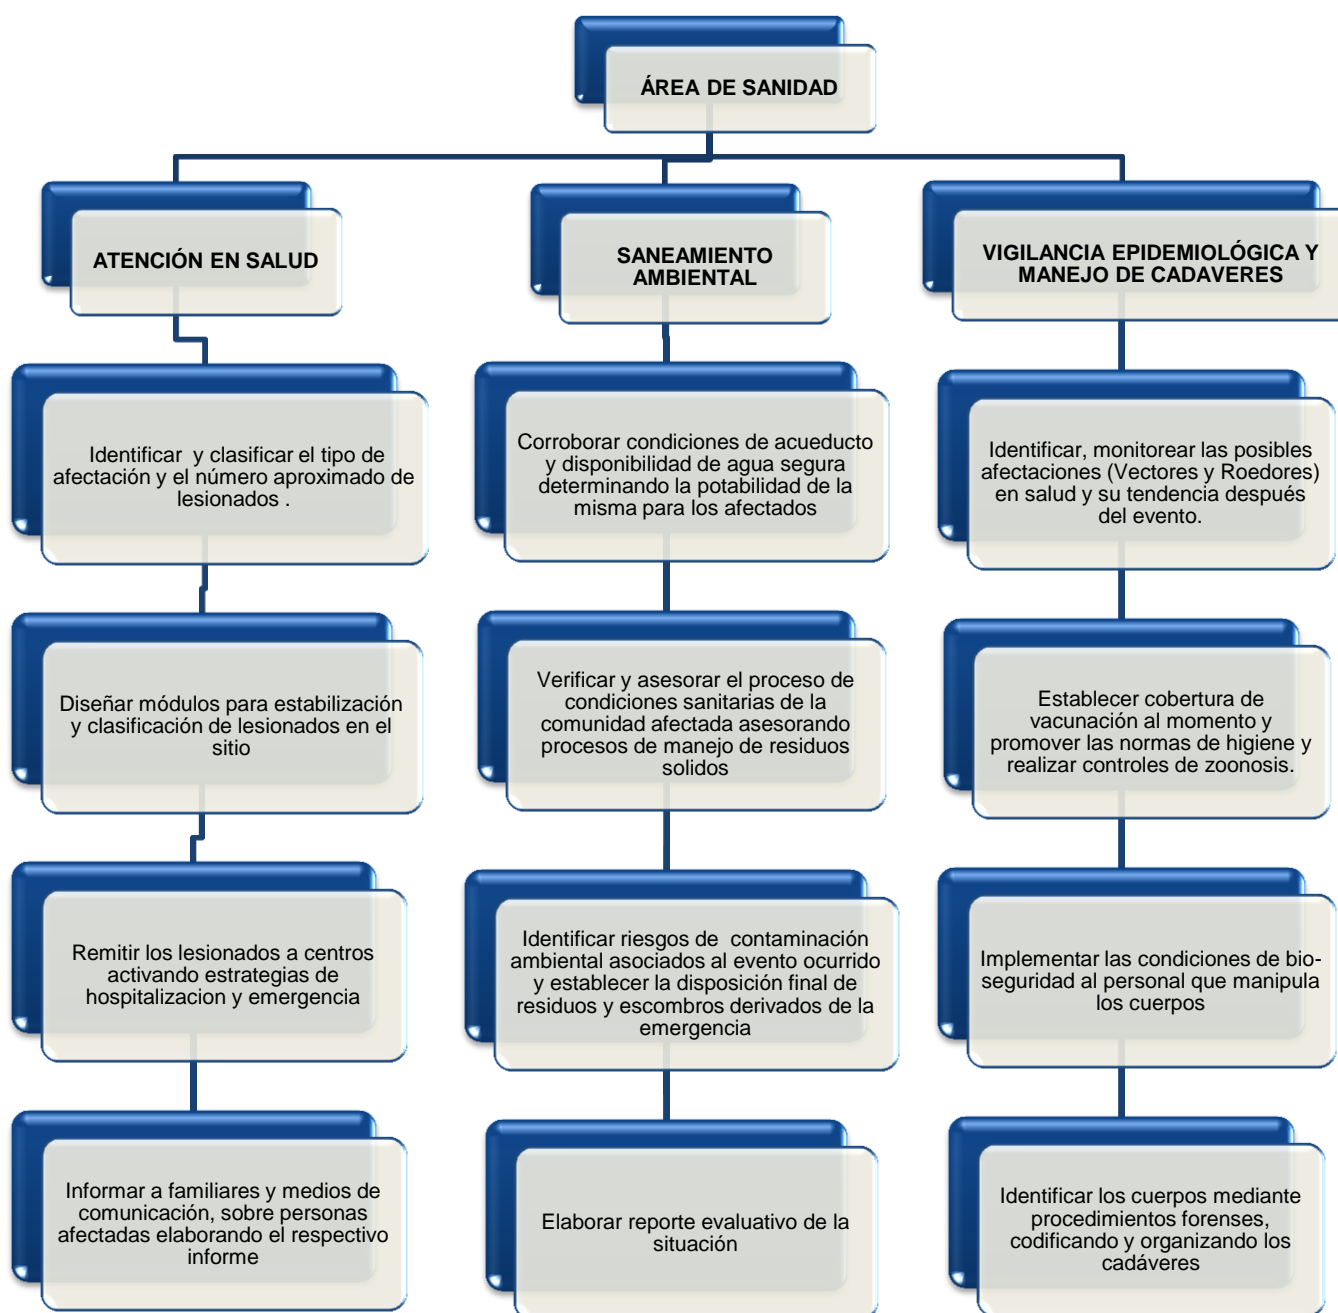 ÁREA DE SANIDAD
ATENCIÓN EN SALUD
Identificar y clasificar el tipo de
afectación y el número aproximado de
lesionados .
Diseñar módulos para estabilización
y clasificación de lesionados en el
sitio
Remitir los lesionados a centros
activando estrategias de
hospitalizacion y emergencia
Informar a familiares y medios de
comunicación, sobre personas
afectadas elaborando el respectivo
informe
SANEAMIENTO
AMBIENTAL
Corroborar condiciones de acueducto
y disponibilidad de agua segura
determinando la potabilidad de la
misma para los afectados
Verificar y asesorar el proceso de
condiciones sanitarias de la
comunidad afectada asesorando
procesos de manejo de residuos
solidos
Identificar riesgos de contaminación
ambiental asociados al evento ocurrido
y establecer la disposición final de
residuos y escombros derivados de la
emergencia
Elaborar reporte evaluativo de la
situación
VIGILANCIA EPIDEMIOLÓGICA Y
MANEJO DE CADAVERES
Identificar, monitorear las posibles
afectaciones (Vectores y Roedores)
en salud y su tendencia después
del evento.
Establecer cobertura de
vacunación al momento y
promover las normas de higiene y
realizar controles de zoonosis.
Implementar las condiciones de bio-
seguridad al personal que manipula
los cuerpos
Identificar los cuerpos mediante
procedimientos forenses,
codificando y organizando los
cadáveres